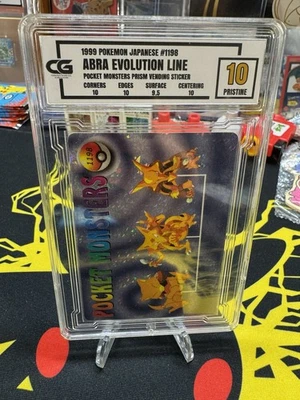 CG
1999 POKEMON JAPANESE #1198
ABRA EVOLUTION LINE
POCKET MONSTERS PRISM VENDING STICKER
CORNERS EDGES SURFACE CENTERING
10 10 9.5 10
10
PRISTINE
1198
POCKET MONSTERS